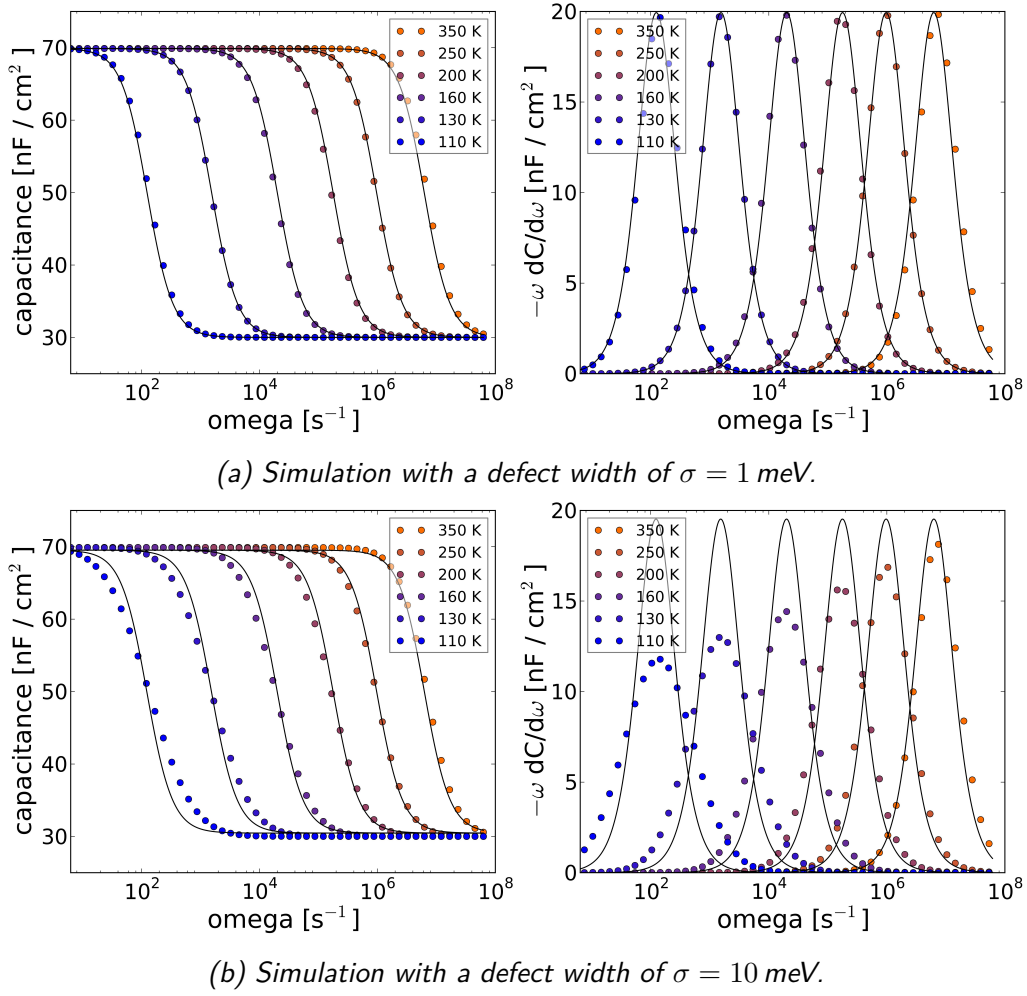 capacitance [nF / cm²]
70
60
50
40
30
350 K
250 K
200 K
160 K
130 K
110 K
10² 10⁴ 10⁶ 10⁸
omega [s⁻¹]
−ω dC/dω [nF / cm²]
20
15
10
5
0
350 K
250 K
200 K
160 K
130 K
110 K
10² 10⁴ 10⁶ 10⁸
omega [s⁻¹]
(a) Simulation with a defect width of σ = 1 meV.
capacitance [nF / cm²]
70
60
50
40
30
350 K
250 K
200 K
160 K
130 K
110 K
10² 10⁴ 10⁶ 10⁸
omega [s⁻¹]
−ω dC/dω [nF / cm²]
20
15
10
5
0
350 K
250 K
200 K
160 K
130 K
110 K
10² 10⁴ 10⁶ 10⁸
omega [s⁻¹]
(b) Simulation with a defect width of σ = 10 meV.